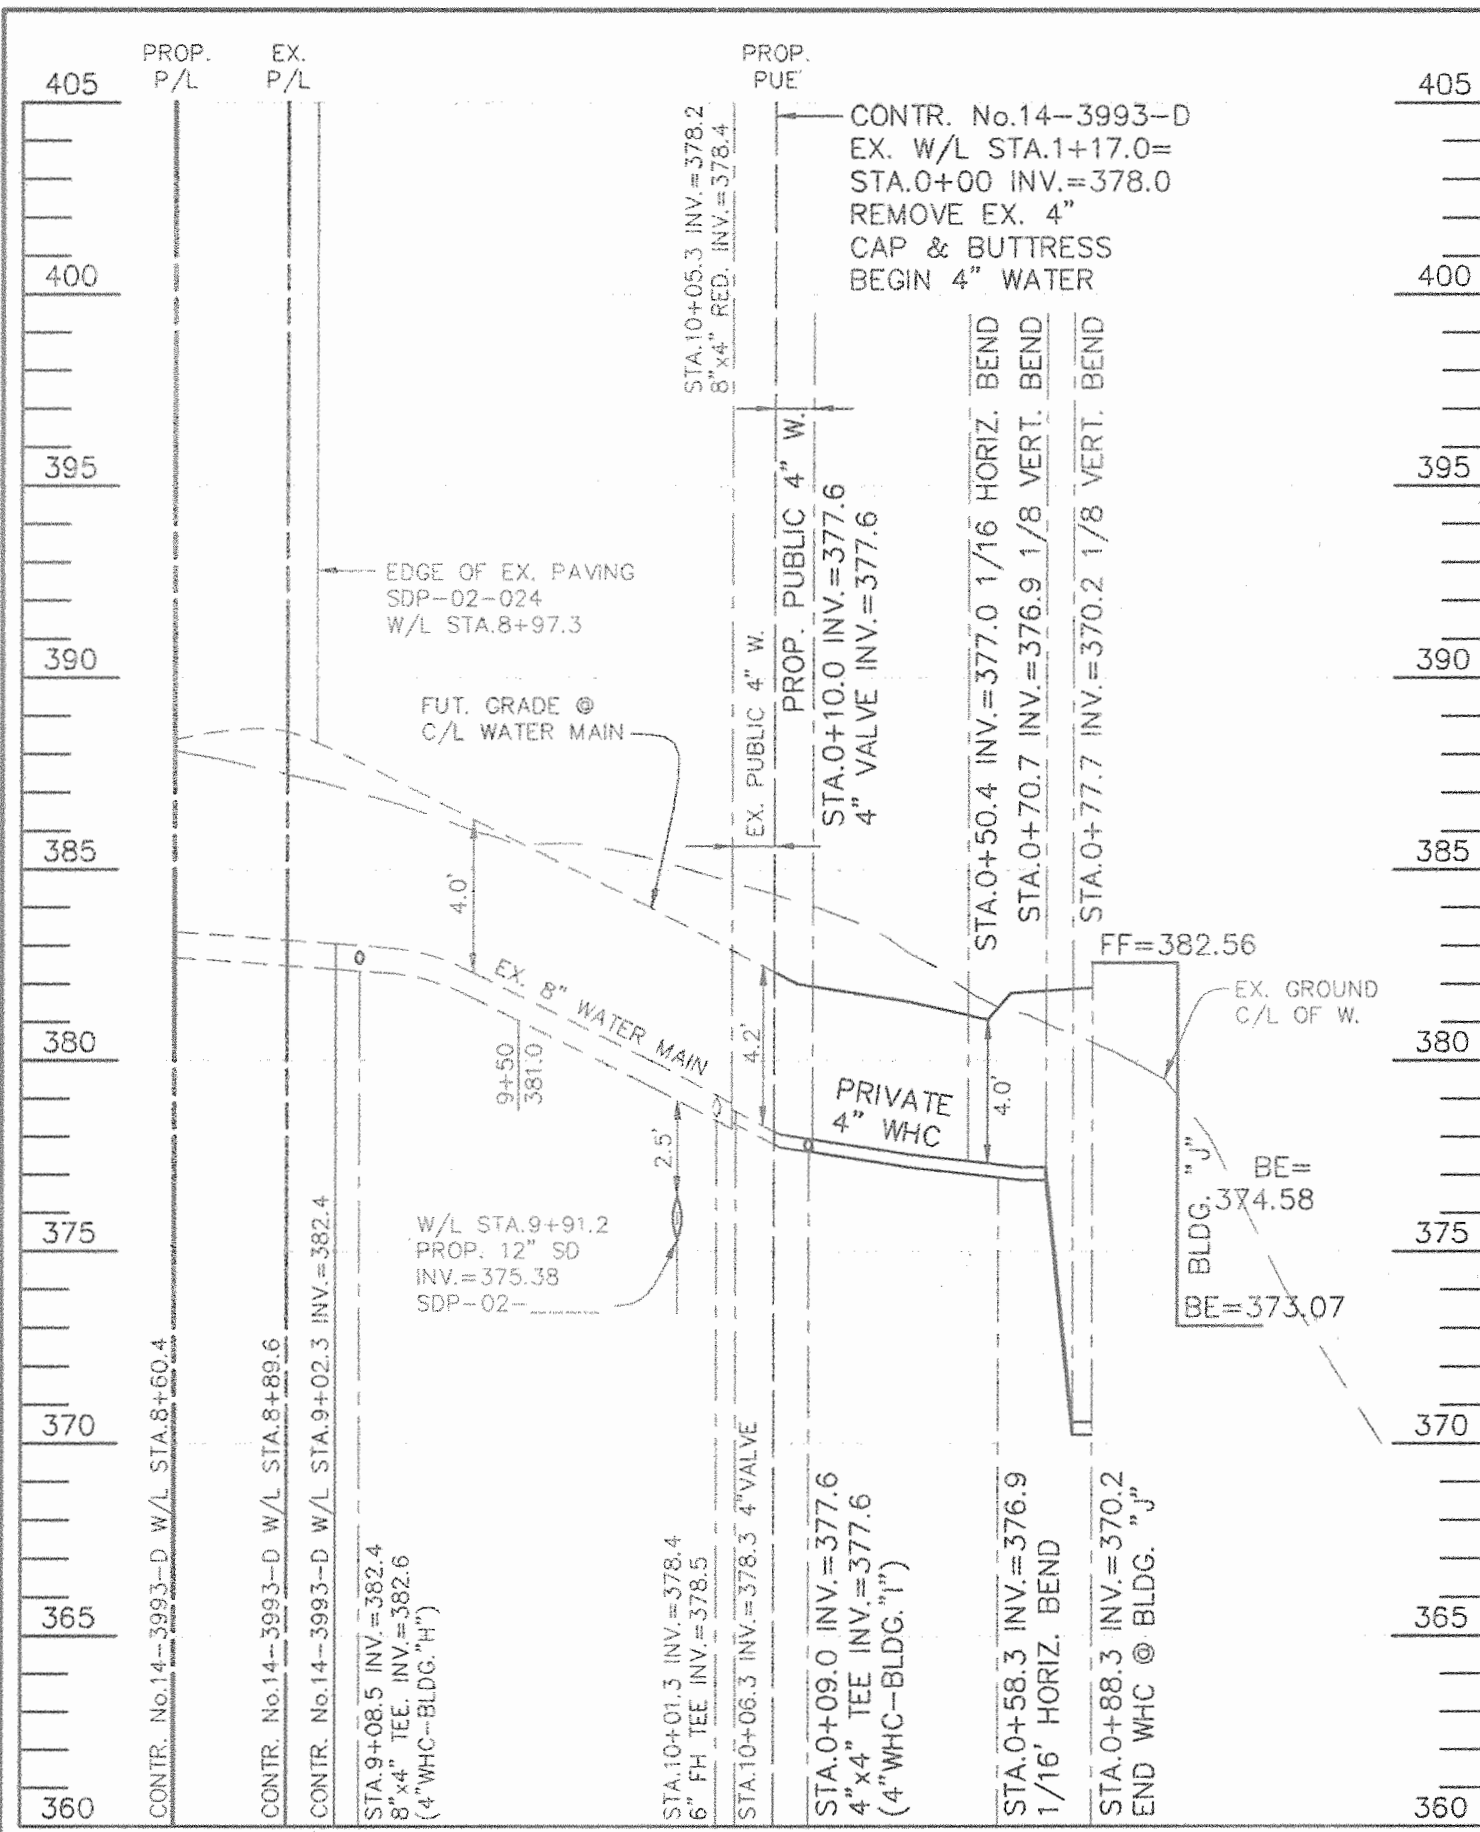 PROP.
P/L
EX.
P/L
PROP.
PUE
405
400
395
390
385
380
375
370
365
360
405
400
395
390
385
380
375
370
365
360
STA.10+05.3 INV.=378.2
8"x4" RED. INV.=378.4
CONTR. No.14-3993-D
EX. W/L STA.1+17.0=
STA.0+00 INV.=378.0
REMOVE EX. 4"
CAP & BUTTRESS
BEGIN 4" WATER
EDGE OF EX. PAVING
SDP-02-024
W/L STA.8+97.3
FUT. GRADE @
C/L WATER MAIN
EX. PUBLIC 4" W.
PROP. PUBLIC 4" W.
STA.0+10.0 INV.=377.6
4" VALVE INV.=377.6
STA.0+50.4 INV.=377.0 1/16 HORIZ. BEND
STA.0+70.7 INV.=376.9 1/8 VERT. BEND
STA.0+77.7 INV.=370.2 1/8 VERT. BEND
FF=382.56
EX. GROUND
C/L OF W.
4.0'
EX. 8" WATER MAIN
9+50
381.0
4.2'
2.5'
PRIVATE
4" WHC
4.0'
BLDG. "J"
BE=
374.58
BE=373.07
W/L STA.9+91.2
PROP. 12" SD
INV.=375.38
SDP-02-______
CONTR. No.14-3993-D W/L STA.8+60.4
CONTR. No.14-3993-D W/L STA.8+89.6
CONTR. No.14-3993-D W/L STA.9+02.3 INV.=382.4
STA.9+08.5 INV.=382.4
8"x4" TEE. INV.=382.6
(4"WHC-BLDG."H")
STA.10+01.3 INV.=378.4
6" FH TEE INV.=378.5
STA.10+06.3 INV.=378.3 4"VALVE
STA.0+09.0 INV.=377.6
4"x4" TEE INV.=377.6
(4"WHC-BLDG."I")
STA.0+58.3 INV.=376.9
1/16' HORIZ. BEND
STA.0+88.3 INV.=370.2
END WHC @ BLDG. "J"